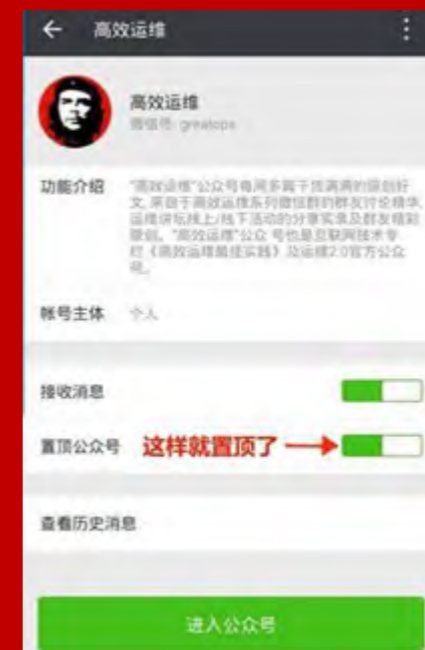 高效运维
高效运维
微信号: greatops
功能介绍
"高效运维"公众号每周多篇干货满满的原创好
文,来自于高效运维系列微信群的群友讨论精华、
运维讲坛线上/线下活动的分享实录及群友精彩
原创。"高效运维"公众 号也是互联网技术专
栏《高效运维最佳实践》及运维2.0官方公众
号。
帐号主体 个人
接收消息
置顶公众号 这样就置顶了
查看历史消息
进入公众号